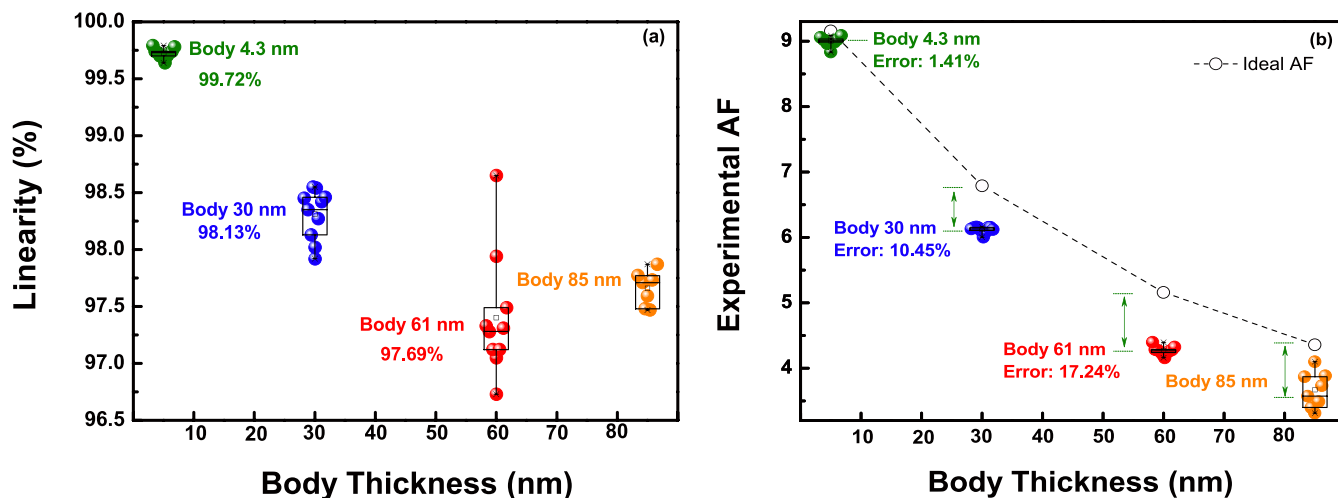 (a)
100.0
99.5
99.0
98.5
98.0
97.5
97.0
96.5
Linearity (%)
Body 4.3 nm
99.72%
Body 30 nm
98.13%
Body 61 nm
97.69%
Body 85 nm
10 20 30 40 50 60 70 80
Body Thickness (nm)
(b)
9
8
7
6
5
4
Experimental AF
Body 4.3 nm
Error: 1.41%
Ideal AF
Body 30 nm
Error: 10.45%
Body 61 nm
Error: 17.24%
Body 85 nm
10 20 30 40 50 60 70 80
Body Thickness (nm)